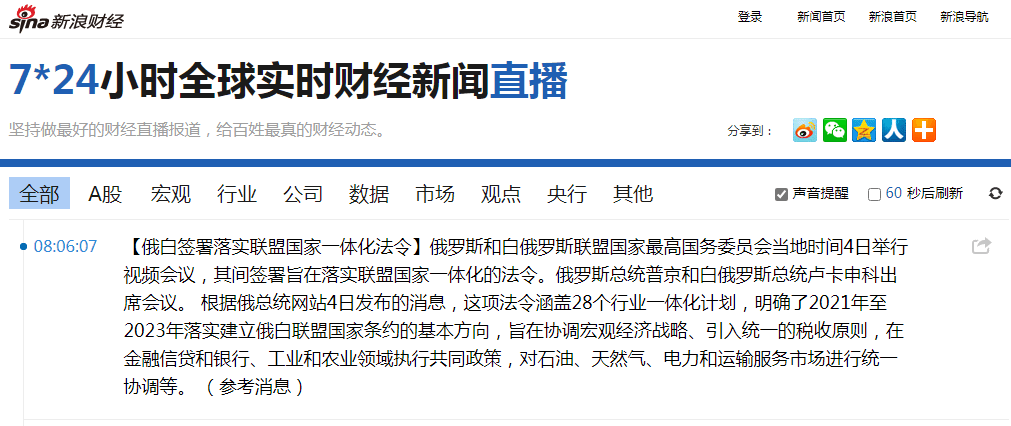 sina新浪财经
登录 新闻首页 新浪首页 新浪导航
7*24小时全球实时财经新闻直播
坚持做最好的财经直播报道，给百姓最真的财经动态。
分享到：
全部 A股 宏观 行业 公司 数据 市场 观点 央行 其他 声音提醒 60 秒后刷新
08:06:07 【俄白签署落实联盟国家一体化法令】俄罗斯和白俄罗斯联盟国家最高国务委员会当地时间4日举行
视频会议，其间签署旨在落实联盟国家一体化的法令。俄罗斯总统普京和白俄罗斯总统卢卡申科出
席会议。 根据俄总统网站4日发布的消息，这项法令涵盖28个行业一体化计划，明确了2021年至
2023年落实建立俄白联盟国家条约的基本方向，旨在协调宏观经济战略、引入统一的税收原则，在
金融信贷和银行、工业和农业领域执行共同政策，对石油、天然气、电力和运输服务市场进行统一
协调等。（参考消息）